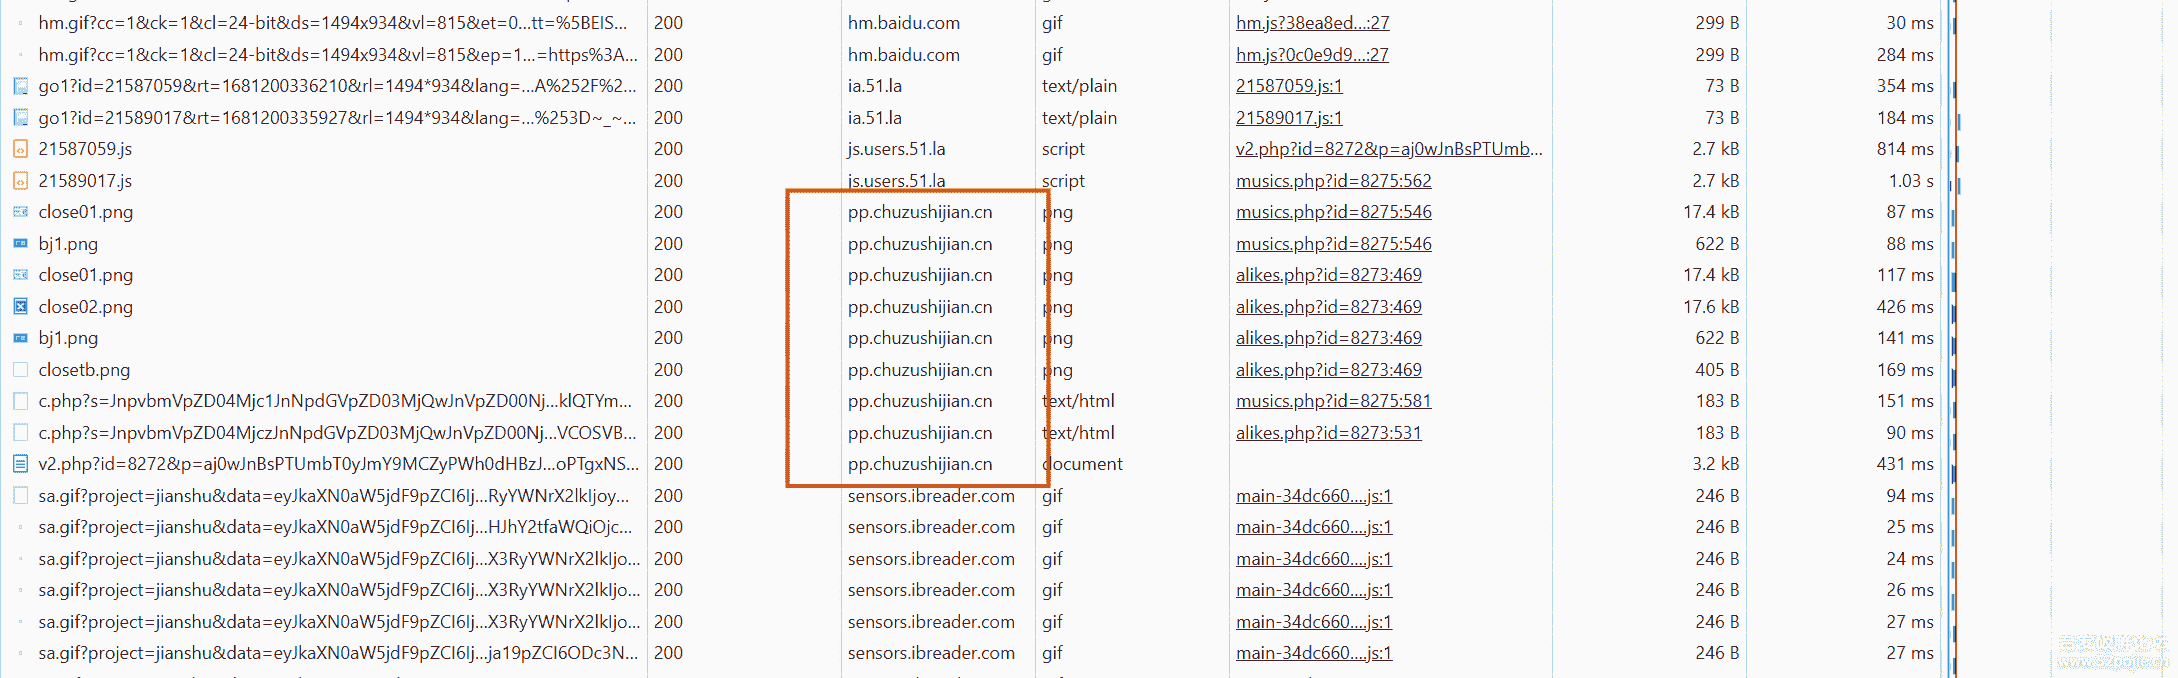 hm.gif?cc=1&ck=1&cl=24-bit&ds=1494x934&vl=815&et=0...tt=%5BEIS... 200 hm.baidu.com gif hm.js?38ea8ed...:27 299 B 30 ms
hm.gif?cc=1&ck=1&cl=24-bit&ds=1494x934&vl=815&ep=1...=https%3A... 200 hm.baidu.com gif hm.js?0c0e9d9...:27 299 B 284 ms
go1?id=21587059&rt=1681200336210&rl=1494*934&lang=...A%252F%2... 200 ia.51.la text/plain 21587059.js:1 73 B 354 ms
go1?id=21589017&rt=1681200335927&rl=1494*934&lang=...%253D~_~... 200 ia.51.la text/plain 21589017.js:1 73 B 184 ms
21587059.js 200 js.users.51.la script v2.php?id=8272&p=aj0wJnBsPTUmb... 2.7 kB 814 ms
21589017.js 200 js.users.51.la script musics.php?id=8275:562 2.7 kB 1.03 s
close01.png 200 pp.chuzushijian.cn png musics.php?id=8275:546 17.4 kB 87 ms
bj1.png 200 pp.chuzushijian.cn png musics.php?id=8275:546 622 B 88 ms
close01.png 200 pp.chuzushijian.cn png alikes.php?id=8273:469 17.4 kB 117 ms
close02.png 200 pp.chuzushijian.cn png alikes.php?id=8273:469 17.6 kB 426 ms
bj1.png 200 pp.chuzushijian.cn png alikes.php?id=8273:469 622 B 141 ms
closetb.png 200 pp.chuzushijian.cn png alikes.php?id=8273:469 405 B 169 ms
c.php?s=JnpvbmVpZD04Mjc1JnNpdGVpZD03MjQwJnVpZD00Nj...klQTYm... 200 pp.chuzushijian.cn text/html musics.php?id=8275:581 183 B 151 ms
c.php?s=JnpvbmVpZD04MjczJnNpdGVpZD03MjQwJnVpZD00Nj...VCOSVB... 200 pp.chuzushijian.cn text/html alikes.php?id=8273:531 183 B 90 ms
v2.php?id=8272&p=aj0wJnBsPTUmbT0yJmY9MCZyPWh0dHBzJ...oPTgxNS... 200 pp.chuzushijian.cn document 3.2 kB 431 ms
sa.gif?project=jianshu&data=eyJkaXN0aW5jdF9pZCI6Ij...RyYWNrX2lkIjoy... 200 sensors.ibreader.com gif main-34dc660....js:1 246 B 94 ms
sa.gif?project=jianshu&data=eyJkaXN0aW5jdF9pZCI6Ij...HJhY2tfaWQiOjc... 200 sensors.ibreader.com gif main-34dc660....js:1 246 B 25 ms
sa.gif?project=jianshu&data=eyJkaXN0aW5jdF9pZCI6Ij...X3RyYWNrX2lkIjo... 200 sensors.ibreader.com gif main-34dc660....js:1 246 B 24 ms
sa.gif?project=jianshu&data=eyJkaXN0aW5jdF9pZCI6Ij...X3RyYWNrX2lkIjo... 200 sensors.ibreader.com gif main-34dc660....js:1 246 B 26 ms
sa.gif?project=jianshu&data=eyJkaXN0aW5jdF9pZCI6Ij...X3RyYWNrX2lkIjo... 200 sensors.ibreader.com gif main-34dc660....js:1 246 B 27 ms
sa.gif?project=jianshu&data=eyJkaXN0aW5jdF9pZCI6Ij...ja19pZCI6ODc3N... 200 sensors.ibreader.com gif main-34dc660....js:1 246 B 27 ms
www.52pojie.cn